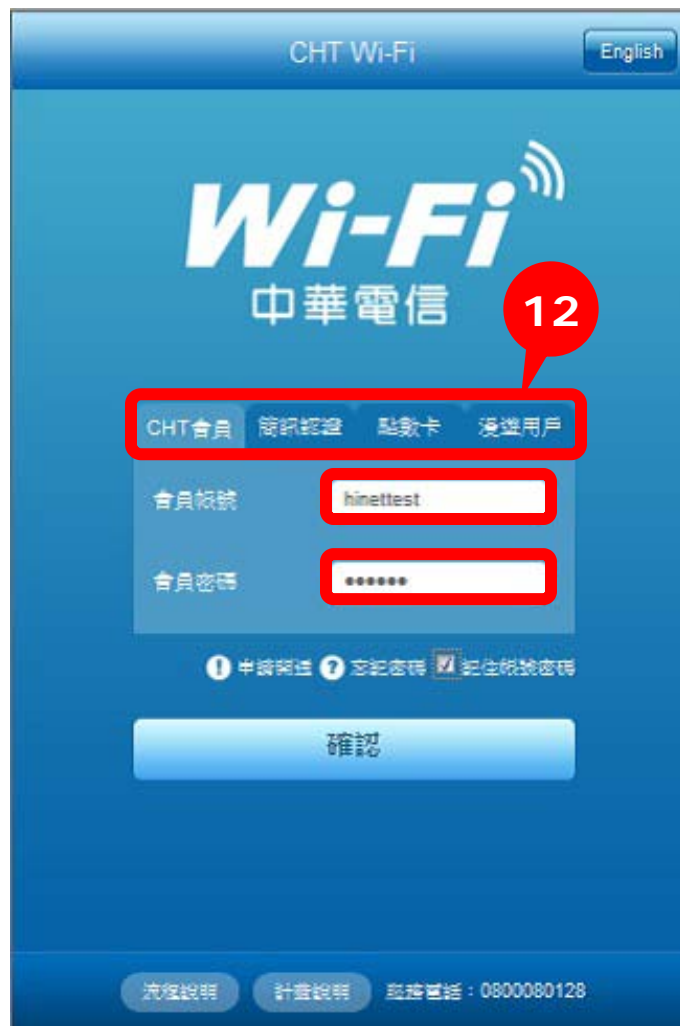 CHT Wi-Fi
English
Wi-Fi
中華電信
12
CHT會員 簡訊認證 點數卡 漫遊用戶
會員帳號 hinettest
會員密碼 ••••••
申請開通 忘記密碼 記住帳號密碼
確認
流程說明 計畫說明 服務電話：0800080128